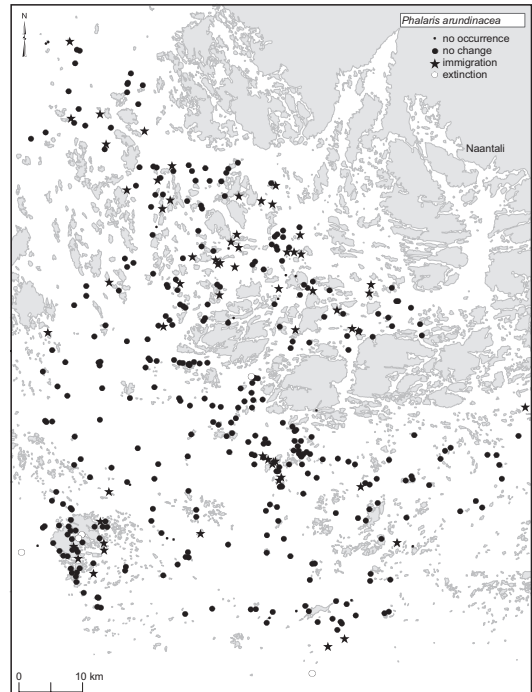 N
Phalaris arundinacea
no occurrence
no change
immigration
extinction
Naantali
0 10 km